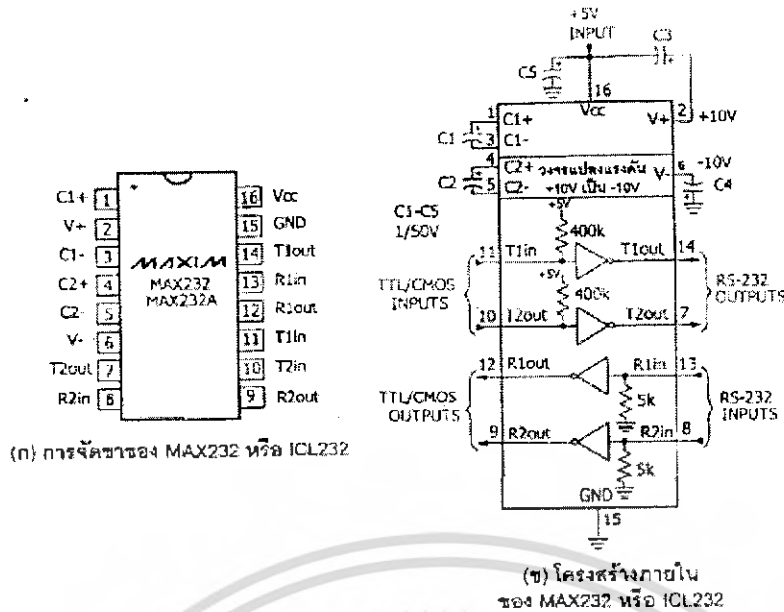 C1+ 1
V+ 2
C1- 3
C2+ 4
C2- 5
V- 6
T2out 7
R2in 8
MAXIM
MAX232
MAX232A
16 Vcc
15 GND
14 T1out
13 R1in
12 R1out
11 T1in
10 T2in
9 R2out
(ก) การจัดขาของ MAX232 หรือ ICL232
+5V
INPUT
C3
C5
16
Vcc
1 C1+
C1
3 C1-
V+ 2 +10V
4 C2+
C2
5 C2-
วงจรแปลงแรงดัน
+10V เป็น -10V
V- 6 -10V
C4
C1-C5
1/50V
+5V
400k
11 T1in T1out 14
+5V
400k
TTL/CMOS
INPUTS
RS-232
OUTPUTS
10 T2out T2out 7
12 R1out R1in 13
5k
TTL/CMOS
OUTPUTS
RS-232
INPUTS
9 R2out R2in 8
5k
GND
15
(ข) โครงสร้างภายใน
ของ MAX232 หรือ ICL232